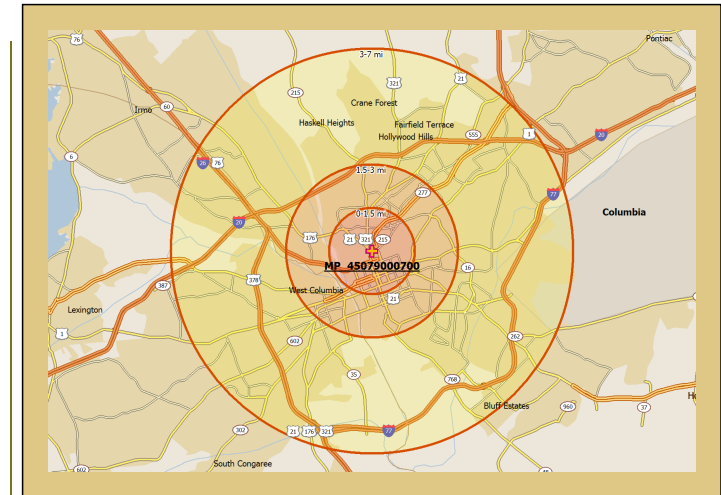 76
3-7 mi
Pontiac
321
21
215
Crane Forest
Irmo
60
Haskell Heights
Fairfield Terrace
Hollywood Hills
555
1
20
6
26
76
1.5-3 mi
277
77
0-1.5 mi
Columbia
20
176
21
321
215
MP_45079000700
16
378
387
West Columbia
21
Lexington
1
602
262
35
768
Bluff Estates
960
37
302
21
176
321
77
South Congaree
602